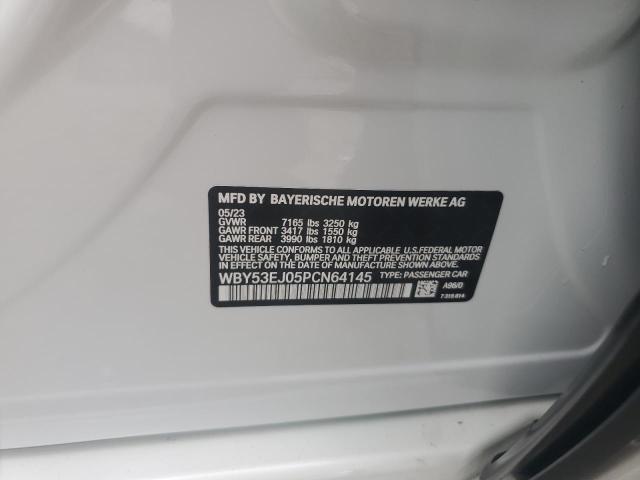 MFD BY BAYERISCHE MOTOREN WERKE AG
05/23
GVWR 7165 lbs 3250 kg
GAWR FRONT 3417 lbs 1550 kg
GAWR REAR 3990 lbs 1810 kg
THIS VEHICLE CONFORMS TO ALL APPLICABLE U.S.FEDERAL MOTOR
VEHICLE SAFETY, BUMPER AND THEFT PREVENTION
STANDARDS IN EFFECT ON THE DATE OF MANUFACTURE SHOWN ABOVE.
WBY53EJ05PCN64145 TYPE: PASSENGER CAR
A96/0